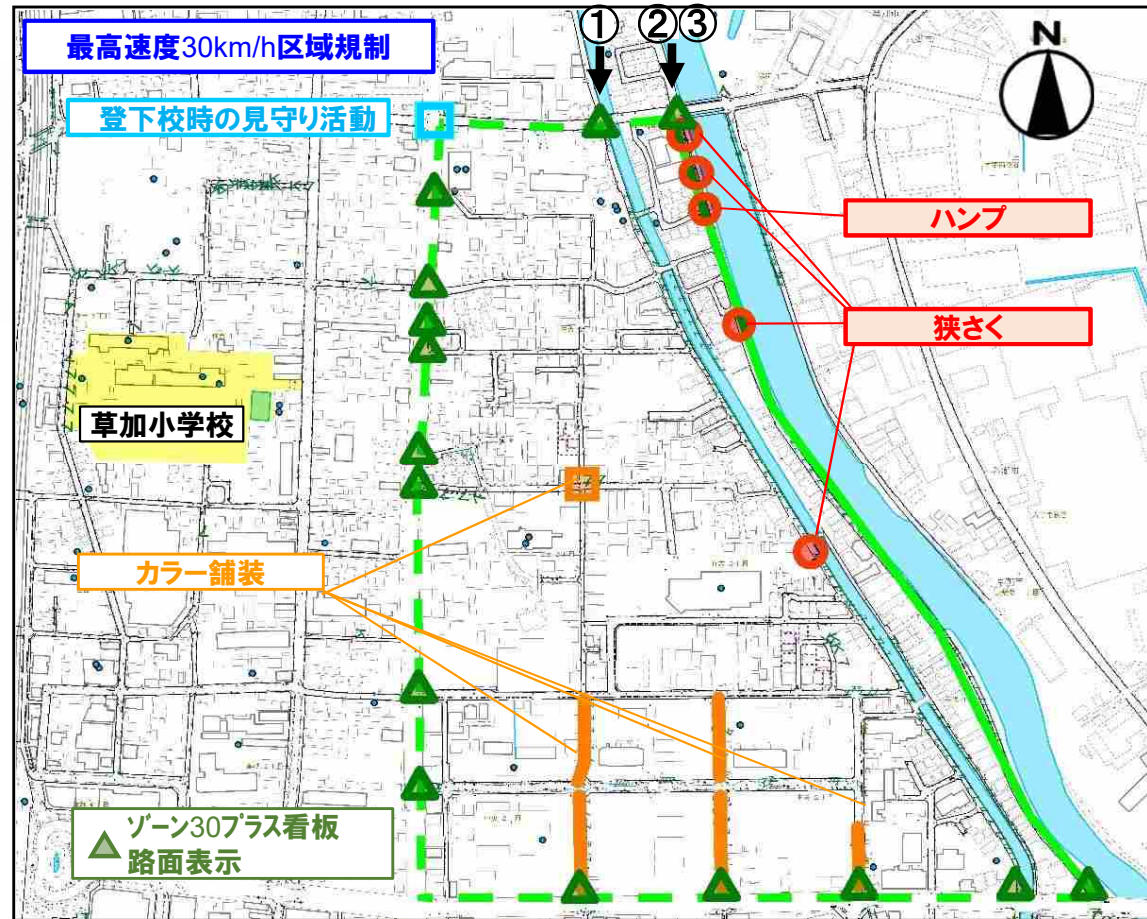 最高速度30km/h区域規制
①
②③
N
登下校時の見守り活動
ハンプ
狭さく
草加小学校
カラー舗装
ゾーン30プラス看板
路面表示